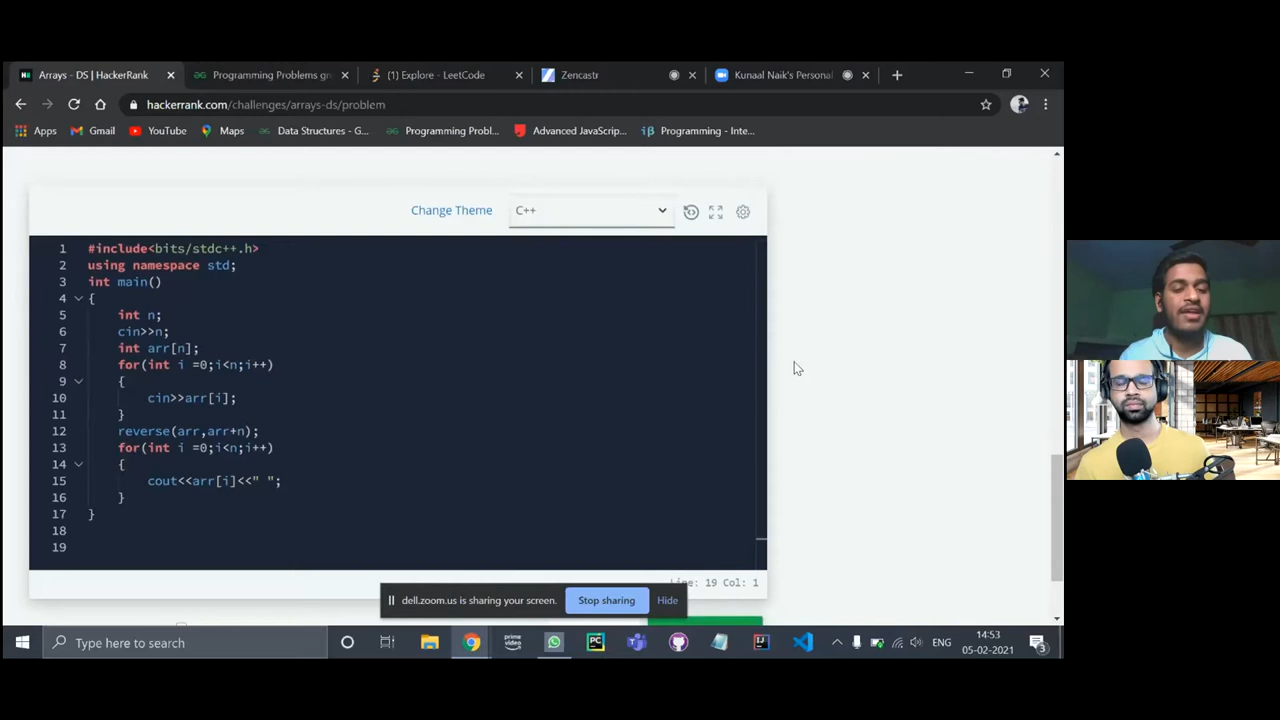 Arrays - DS | HackerRank
Programming Problems gr
(1) Explore - LeetCode
Zencastr
Kunaal Naik's Personal
hackerrank.com/challenges/arrays-ds/problem
Apps
Gmail
YouTube
Maps
Data Structures - G...
Programming Probl...
Advanced JavaScrip...
Programming - Inte...
Change Theme
C++
1 #include<bits/stdc++.h>
2 using namespace std;
3 int main()
4 {
5 int n;
6 cin>>n;
7 int arr[n];
8 for(int i =0;i<n;i++)
9 {
10 cin>>arr[i];
11 }
12 reverse(arr,arr+n);
13 for(int i =0;i<n;i++)
14 {
15 cout<<arr[i]<<" ";
16 }
17 }
18
19
Line: 19 Col: 1
dell.zoom.us is sharing your screen.
Stop sharing
Hide
Type here to search
prime video
PC
ENG
14:53
05-02-2021
3